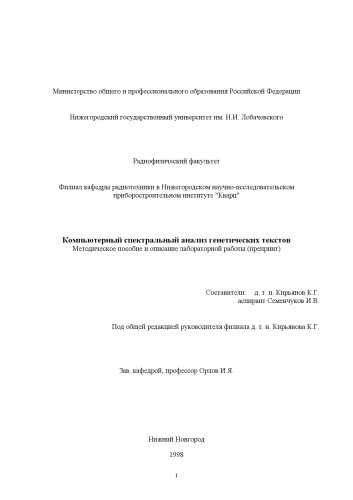 Министерство общего и профессионального образования Российской Федерации
Нижегородский государственный университет им. Н.И. Лобачевского
Радиофизический факультет
Филиал кафедры радиотехники в Нижегородском научно-исследовательском
приборостроительном институте "Кварц"
Компьютерный спектральный анализ генетических текстов
Методическое пособие и описание лабораторной работы (препринт)
Составители: д. т. н. Кирьянов К.Г.
аспирант Семенчуков И.В.
Под общей редакцией руководителя филиала д. т. н. Кирьянова К.Г.
Зав. кафедрой, профессор Орлов И.Я.
Нижний Новгород
1998
1